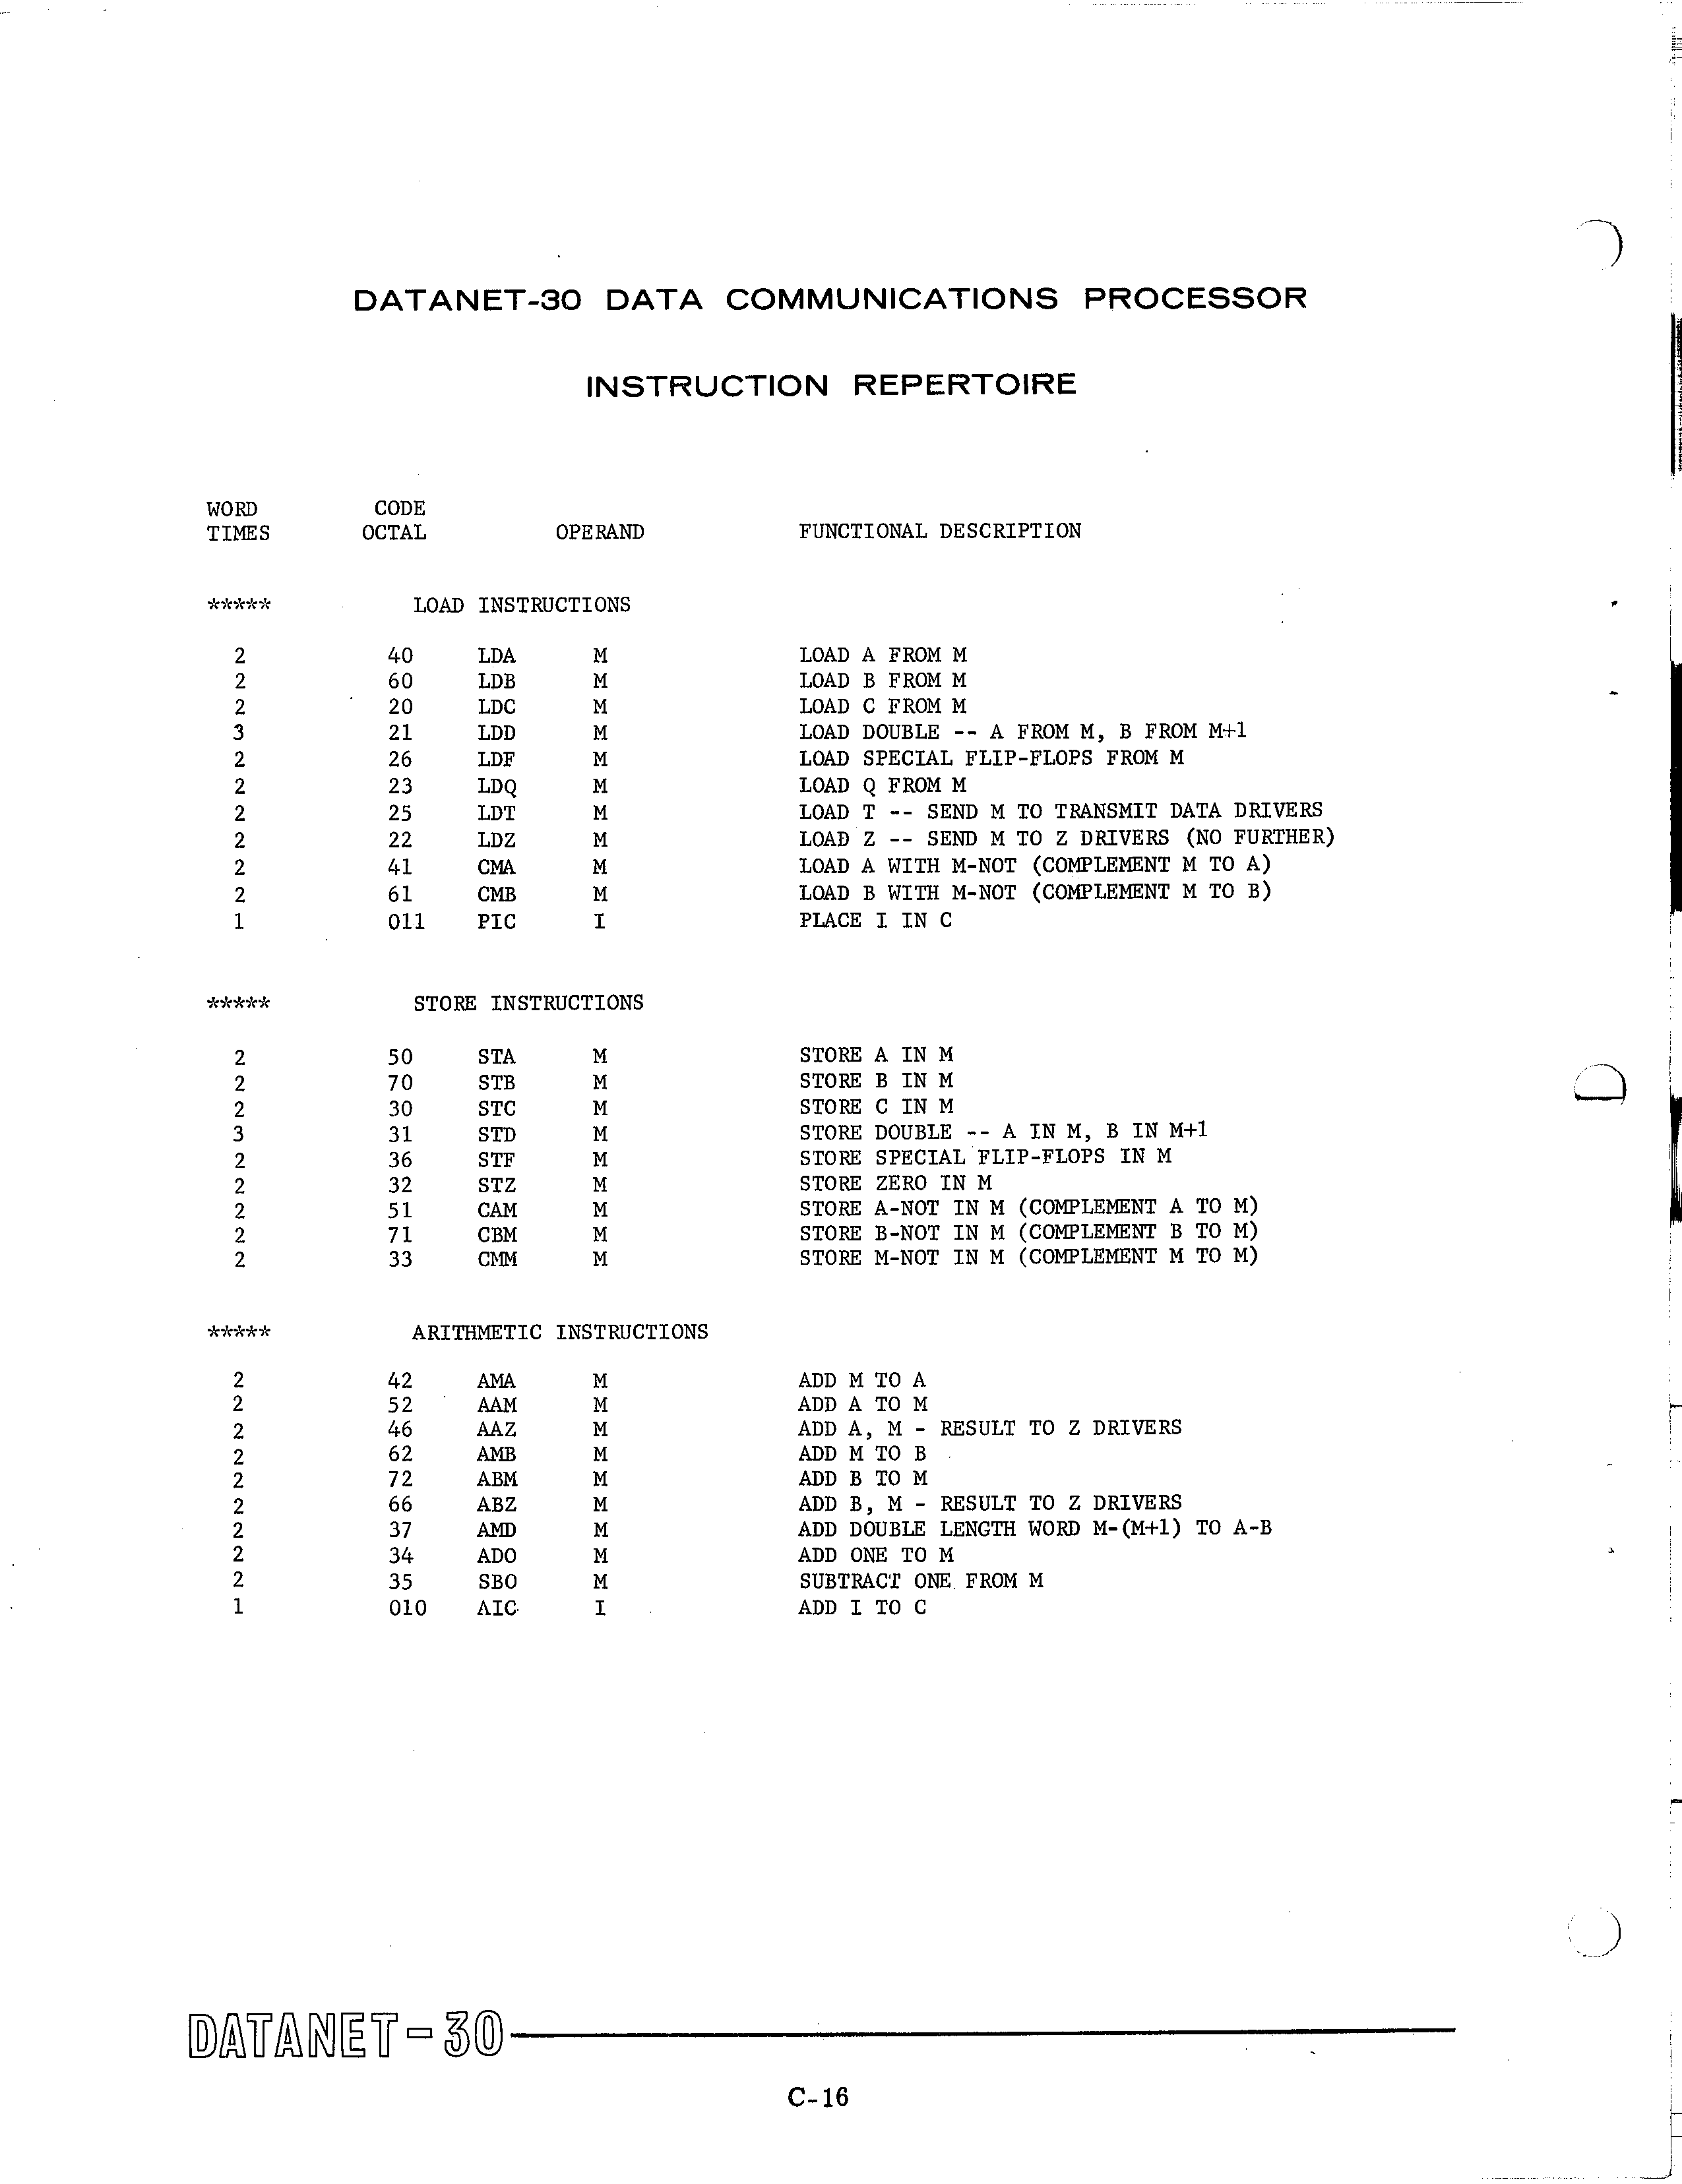 DATANET-30 DATA COMMUNICATIONS PROCESSOR
INSTRUCTION REPERTOIRE
WORD CODE
TIMES OCTAL OPERAND FUNCTIONAL DESCRIPTION
***** LOAD INSTRUCTIONS
2 40 LDA M LOAD A FROM M
2 60 LDB M LOAD B FROM M
2 20 LDC M LOAD C FROM M
3 21 LDD M LOAD DOUBLE -- A FROM M, B FROM M+1
2 26 LDF M LOAD SPECIAL FLIP-FLOPS FROM M
2 23 LDQ M LOAD Q FROM M
2 25 LDT M LOAD T -- SEND M TO TRANSMIT DATA DRIVERS
2 22 LDZ M LOAD Z -- SEND M TO Z DRIVERS (NO FURTHER)
2 41 CMA M LOAD A WITH M-NOT (COMPLEMENT M TO A)
2 61 CMB M LOAD B WITH M-NOT (COMPLEMENT M TO B)
1 011 PIC I PLACE I IN C
***** STORE INSTRUCTIONS
2 50 STA M STORE A IN M
2 70 STB M STORE B IN M
2 30 STC M STORE C IN M
3 31 STD M STORE DOUBLE -- A IN M, B IN M+1
2 36 STF M STORE SPECIAL FLIP-FLOPS IN M
2 32 STZ M STORE ZERO IN M
2 51 CAM M STORE A-NOT IN M (COMPLEMENT A TO M)
2 71 CBM M STORE B-NOT IN M (COMPLEMENT B TO M)
2 33 CMM M STORE M-NOT IN M (COMPLEMENT M TO M)
***** ARITHMETIC INSTRUCTIONS
2 42 AMA M ADD M TO A
2 52 AAM M ADD A TO M
2 46 AAZ M ADD A, M - RESULT TO Z DRIVERS
2 62 AMB M ADD M TO B
2 72 ABM M ADD B TO M
2 66 ABZ M ADD B, M - RESULT TO Z DRIVERS
2 37 AMD M ADD DOUBLE LENGTH WORD M-(M+1) TO A-B
2 34 ADO M ADD ONE TO M
2 35 SBO M SUBTRACT ONE FROM M
1 010 AIC I ADD I TO C
DATANET-30
C-16